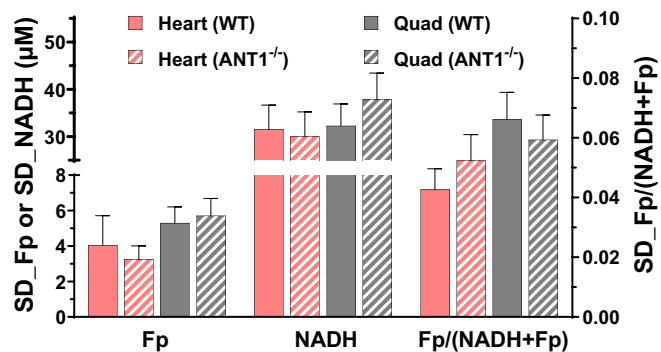 Heart (WT)
Quad (WT)
Heart (ANT1-/-)
Quad (ANT1-/-)
SD_Fp or SD_NADH (μM)
50
40
30
8
6
4
2
0
SD_Fp/(NADH+Fp)
0.10
0.08
0.06
0.04
0.02
0.00
Fp
NADH
Fp/(NADH+Fp)